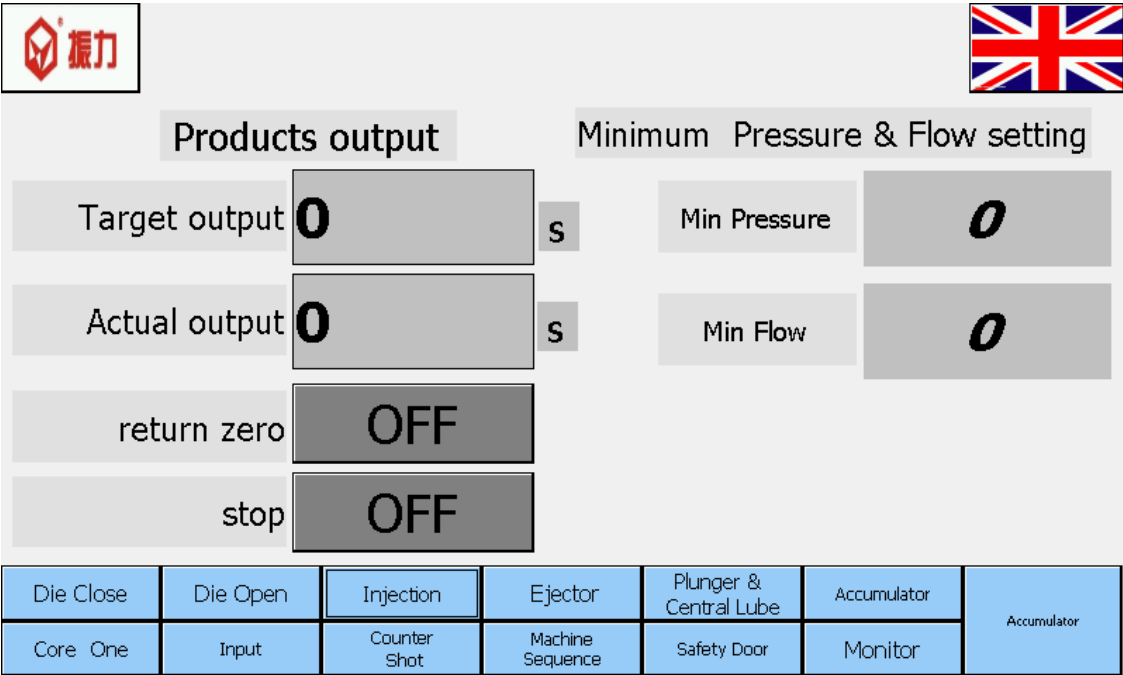 振力
Products output
Minimum Pressure & Flow setting
Target output 0 s
Min Pressure 0
Actual output 0 s
Min Flow 0
return zero OFF
stop OFF
Die Close
Die Open
Injection
Ejector
Plunger &
Central Lube
Accumulator
Accumulator
Core One
Input
Counter
Shot
Machine
Sequence
Safety Door
Monitor